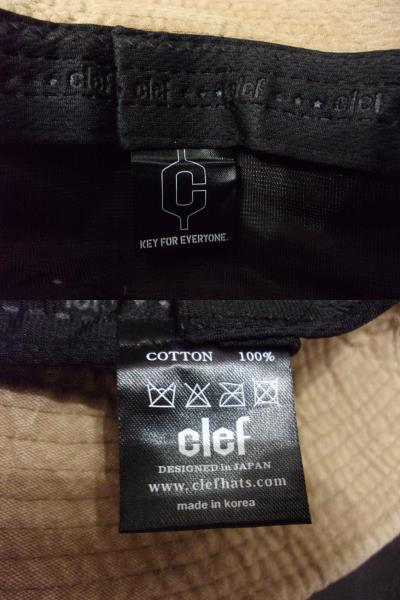 clef clef clef clef
C
KEY FOR EVERYONE.
COTTON 100%
clef
DESIGNED in JAPAN
www.clefhats.com
made in korea